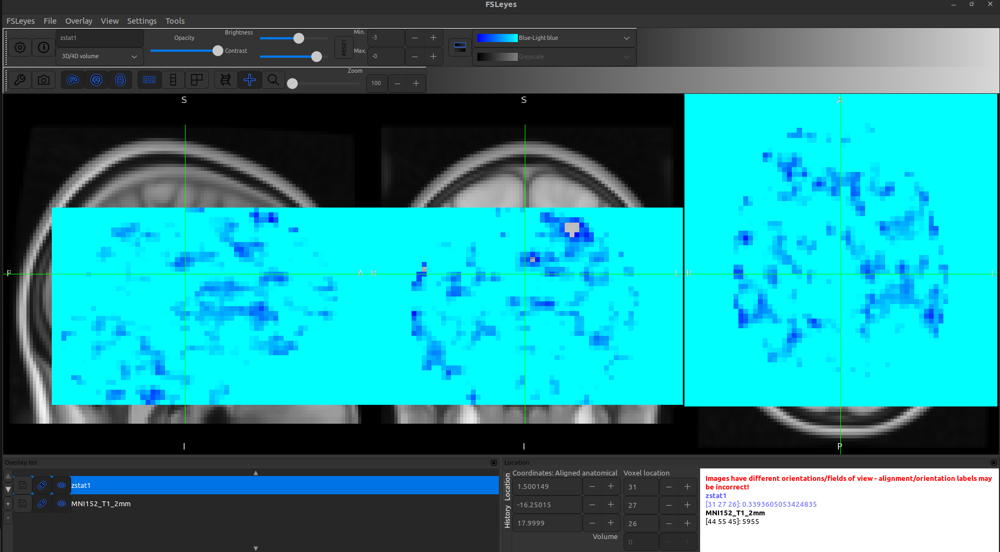 FSLeyes
FSLeyes File Overlay View Settings Tools
zstat1
3D/4D volume
Opacity
Brightness
Contrast
RESET
Min. -3
Max. -0
Blue-Light blue
Greyscale
Zoom
100
S
S
A
P
A
R
L
R
L
I
I
P
Overlay list
zstat1
MNI152_T1_2mm
Location
Location
History
Coordinates: Aligned anatomical
Voxel location
1.500149
31
-16.25015
27
17.9999
26
Volume
0
Images have different orientations/fields of view - alignment/orientation labels may
be incorrect!
zstat1
[31 27 26]: 0.3393605053424835
MNI152_T1_2mm
[44 55 45]: 5955